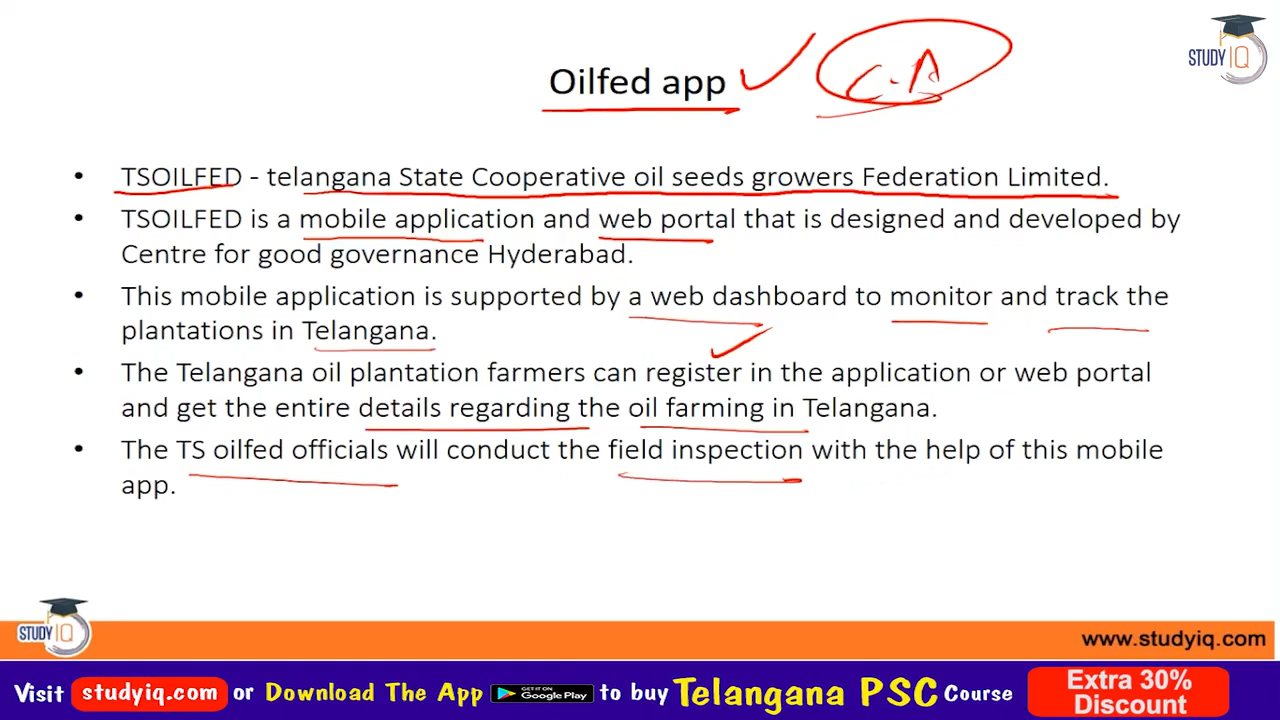 STUDY IQ
Oilfed app
C.A
• TSOILFED - telangana State Cooperative oil seeds growers Federation Limited.
• TSOILFED is a mobile application and web portal that is designed and developed by
Centre for good governance Hyderabad.
• This mobile application is supported by a web dashboard to monitor and track the
plantations in Telangana.
• The Telangana oil plantation farmers can register in the application or web portal
and get the entire details regarding the oil farming in Telangana.
• The TS oilfed officials will conduct the field inspection with the help of this mobile
app.
STUDY IQ
www.studyiq.com
Visit studyiq.com or Download The App GET IT ON Google Play to buy Telangana PSC Course
Extra 30%
Discount